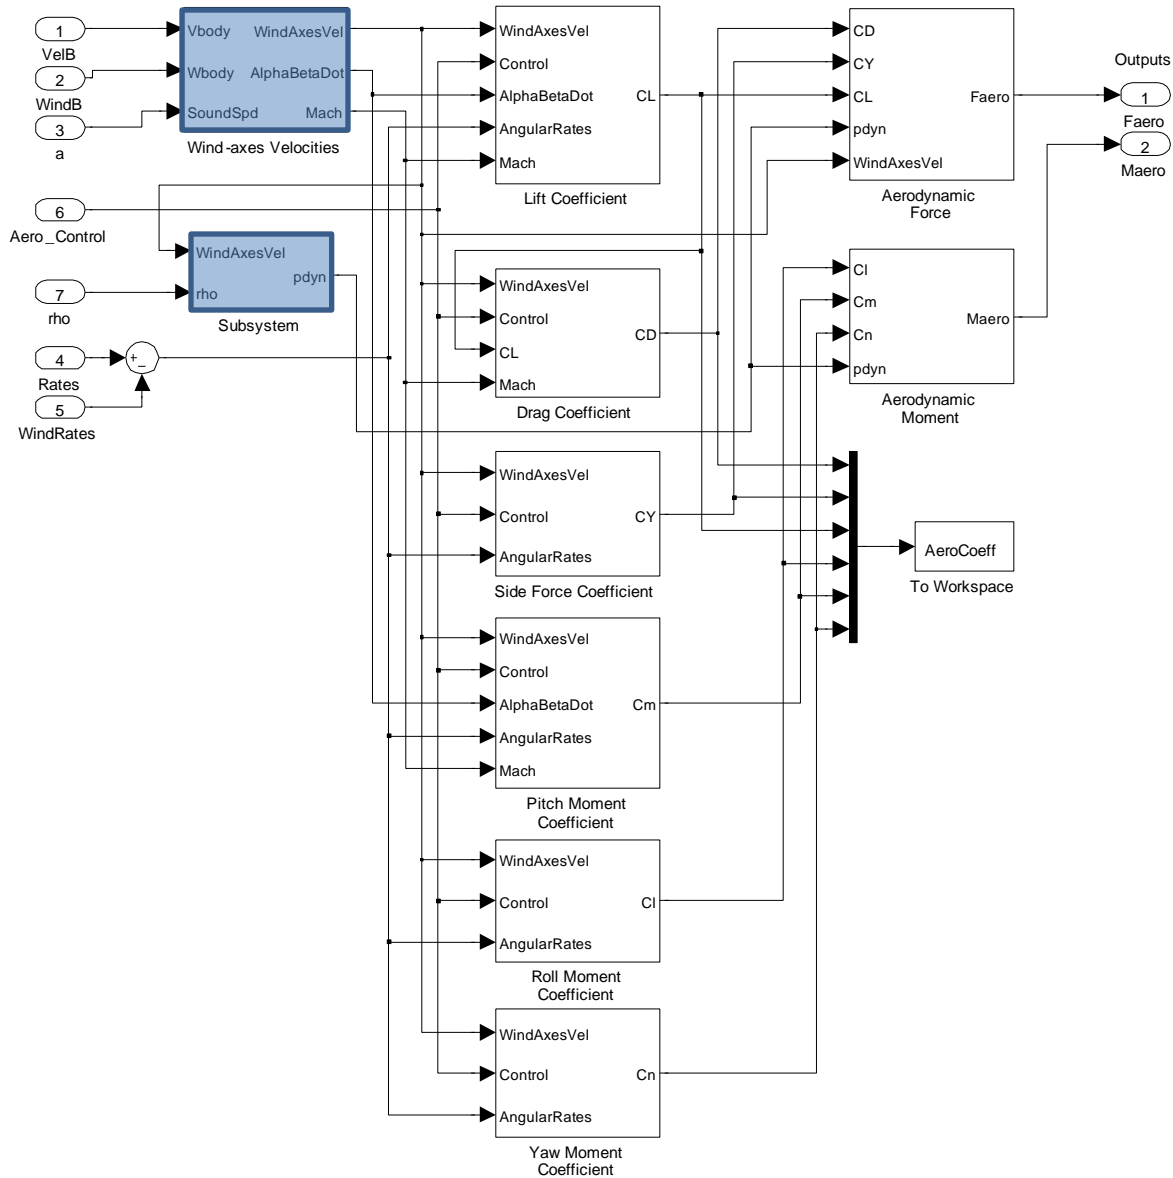 1
VelB
2
WindB
3
a
Vbody
WindAxesVel
Wbody
AlphaBetaDot
SoundSpd
Mach
Wind-axes Velocities
6
Aero_Control
7
rho
WindAxesVel
pdyn
rho
Subsystem
4
Rates
5
WindRates
+
−
WindAxesVel
Control
AlphaBetaDot
CL
AngularRates
Mach
Lift Coefficient
WindAxesVel
Control
CD
CL
Mach
Drag Coefficient
WindAxesVel
Control
CY
AngularRates
Side Force Coefficient
WindAxesVel
Control
AlphaBetaDot
Cm
AngularRates
Mach
Pitch Moment
Coefficient
WindAxesVel
Control
Cl
AngularRates
Roll Moment
Coefficient
WindAxesVel
Control
Cn
AngularRates
Yaw Moment
Coefficient
CD
CY
CL
Faero
pdyn
WindAxesVel
Aerodynamic
Force
Cl
Cm
Maero
Cn
pdyn
Aerodynamic
Moment
AeroCoeff
To Workspace
Outputs
1
Faero
2
Maero